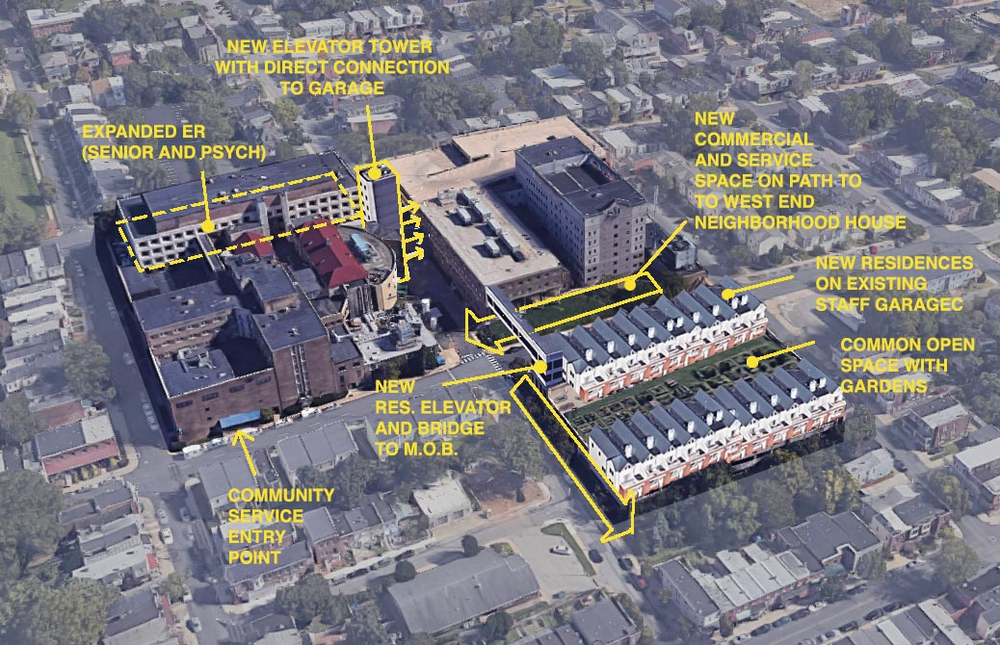 NEW ELEVATOR TOWER
WITH DIRECT CONNECTION
TO GARAGE
EXPANDED ER
(SENIOR AND PSYCH)
NEW
COMMERCIAL
AND SERVICE
SPACE ON PATH TO
TO WEST END
NEIGHBORHOOD HOUSE
NEW RESIDENCES
ON EXISTING
STAFF GARAGEC
COMMON OPEN
SPACE WITH
GARDENS
NEW
RES. ELEVATOR
AND BRIDGE
TO M.O.B.
COMMUNITY
SERVICE
ENTRY
POINT